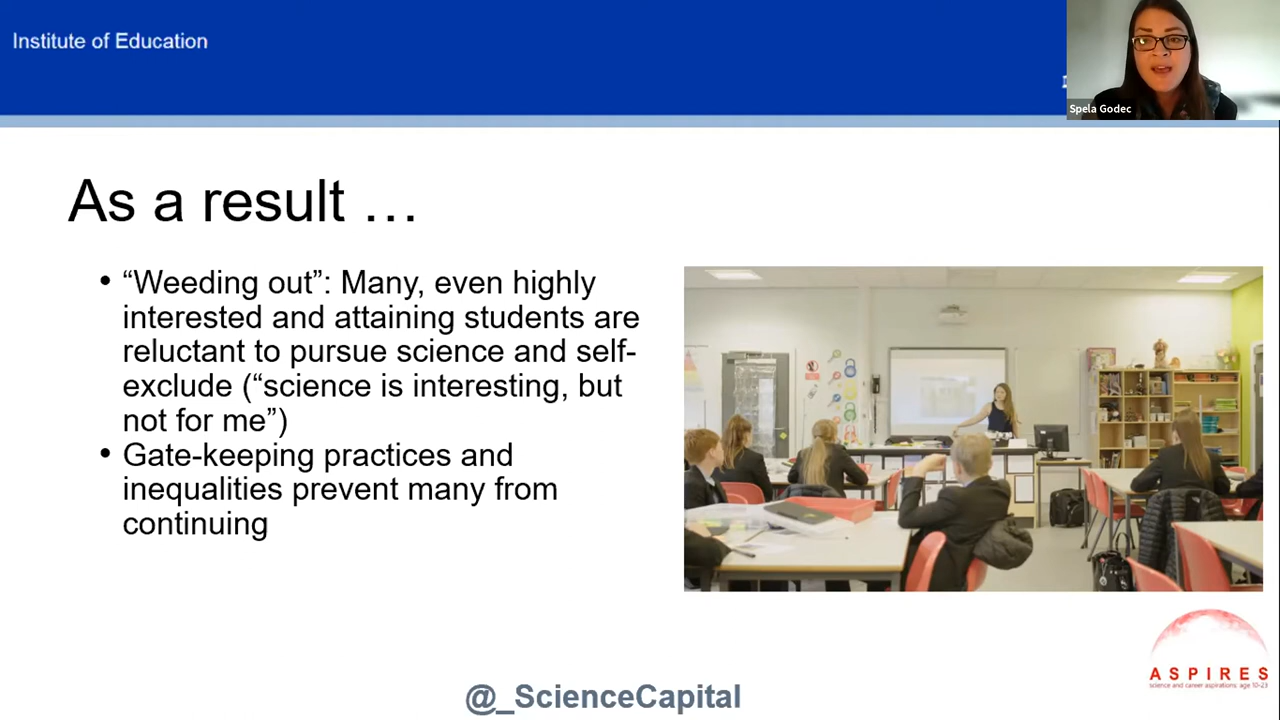 Institute of Education
Spela Godec
As a result …
• “Weeding out”: Many, even highly
interested and attaining students are
reluctant to pursue science and self-
exclude (“science is interesting, but
not for me”)
• Gate-keeping practices and
inequalities prevent many from
continuing
ASPIRES
science and career aspirations: age 10-23
@_ScienceCapital